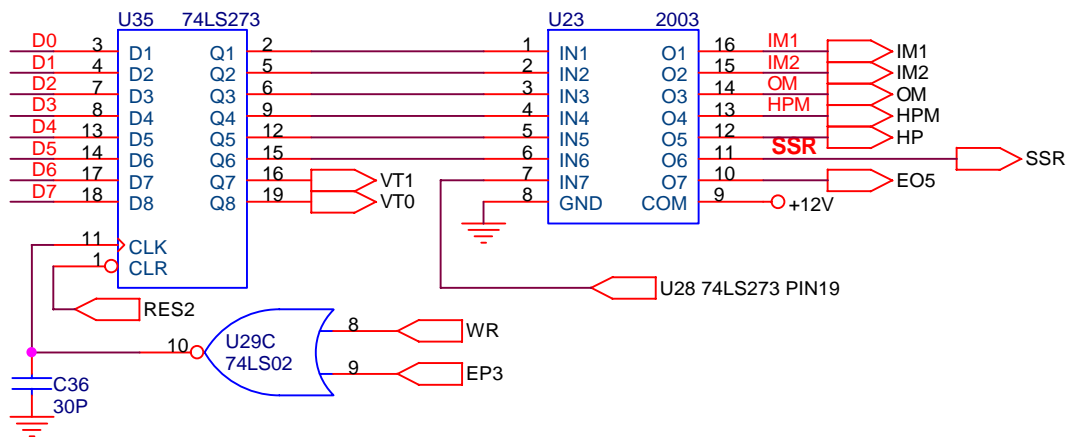 U35 74LS273 U23 2003
D0 3 D1 Q1 2 1 IN1 O1 16 IM1 IM1
D1 4 D2 Q2 5 2 IN2 O2 15 IM2 IM2
D2 7 D3 Q3 6 3 IN3 O3 14 OM OM
D3 8 D4 Q4 9 4 IN4 O4 13 HPM HPM
D4 13 D5 Q5 12 5 IN5 O5 12 HP
D5 14 D6 Q6 15 6 IN6 O6 11 SSR SSR
D6 17 D7 Q7 16 VT1 7 IN7 O7 10 EO5
D7 18 D8 Q8 19 VT0 8 GND COM 9 +12V
11 CLK
1 CLR
RES2
U28 74LS273 PIN19
10 U29C 8 WR
74LS02 9 EP3
C36
30P